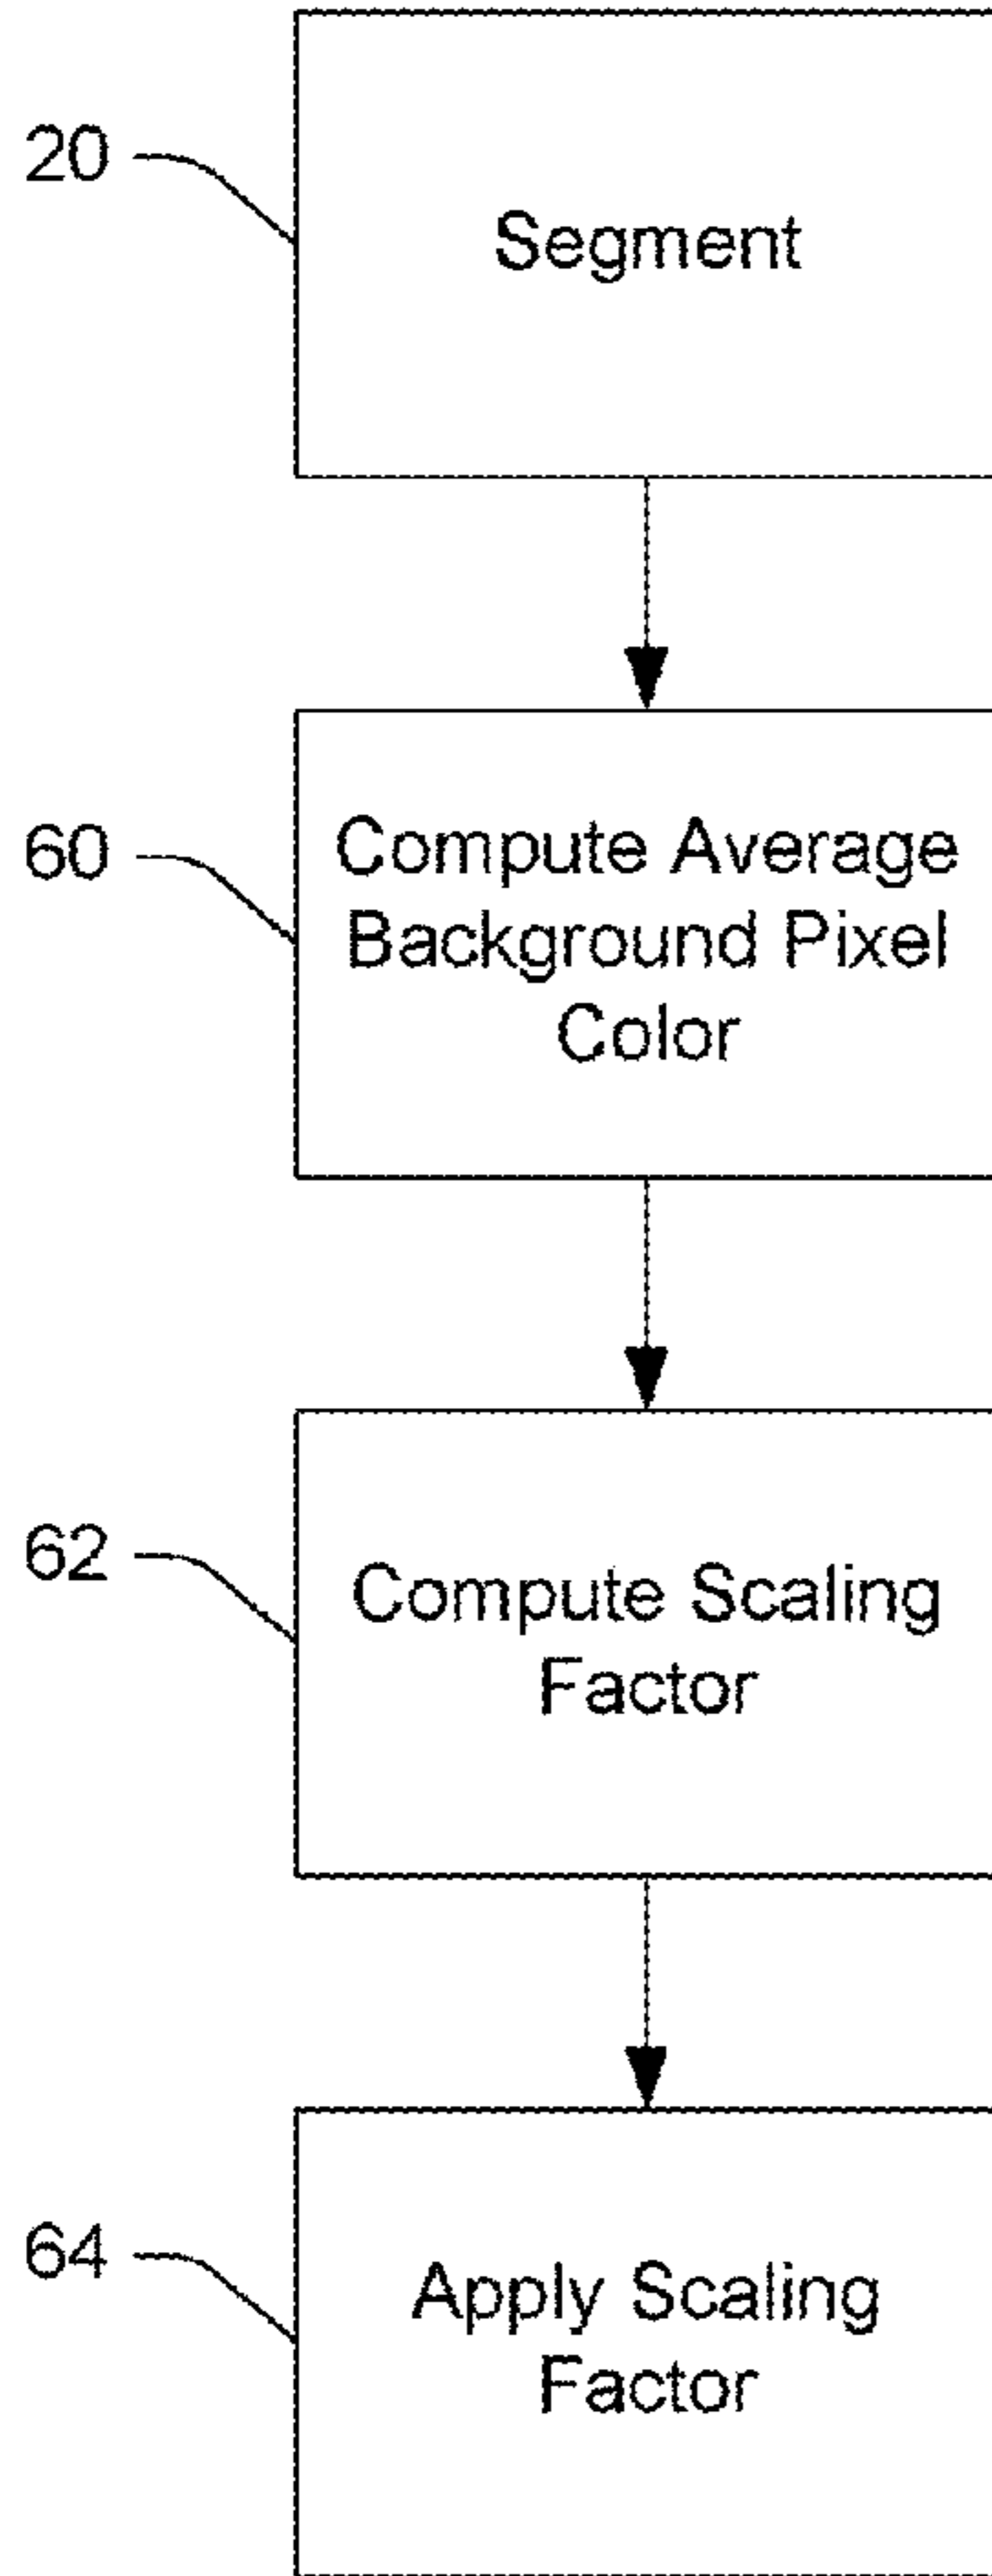 20
Segment
60
Compute Average
Background Pixel
Color
62
Compute Scaling
Factor
64
Apply Scaling
Factor